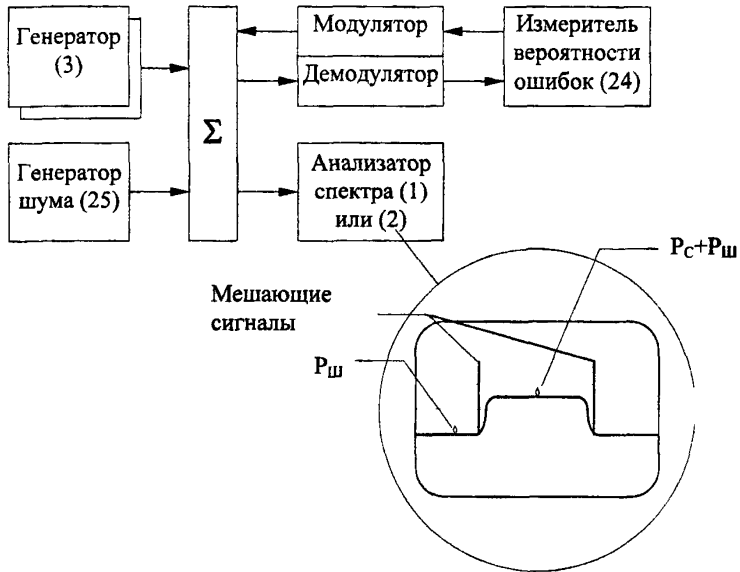 Генератор
(3)
Модулятор
Демодулятор
Измеритель
вероятности
ошибок (24)
Σ
Генератор
шума (25)
Анализатор
спектра (1)
или (2)
Мешающие
сигналы
PС+PШ
PШ